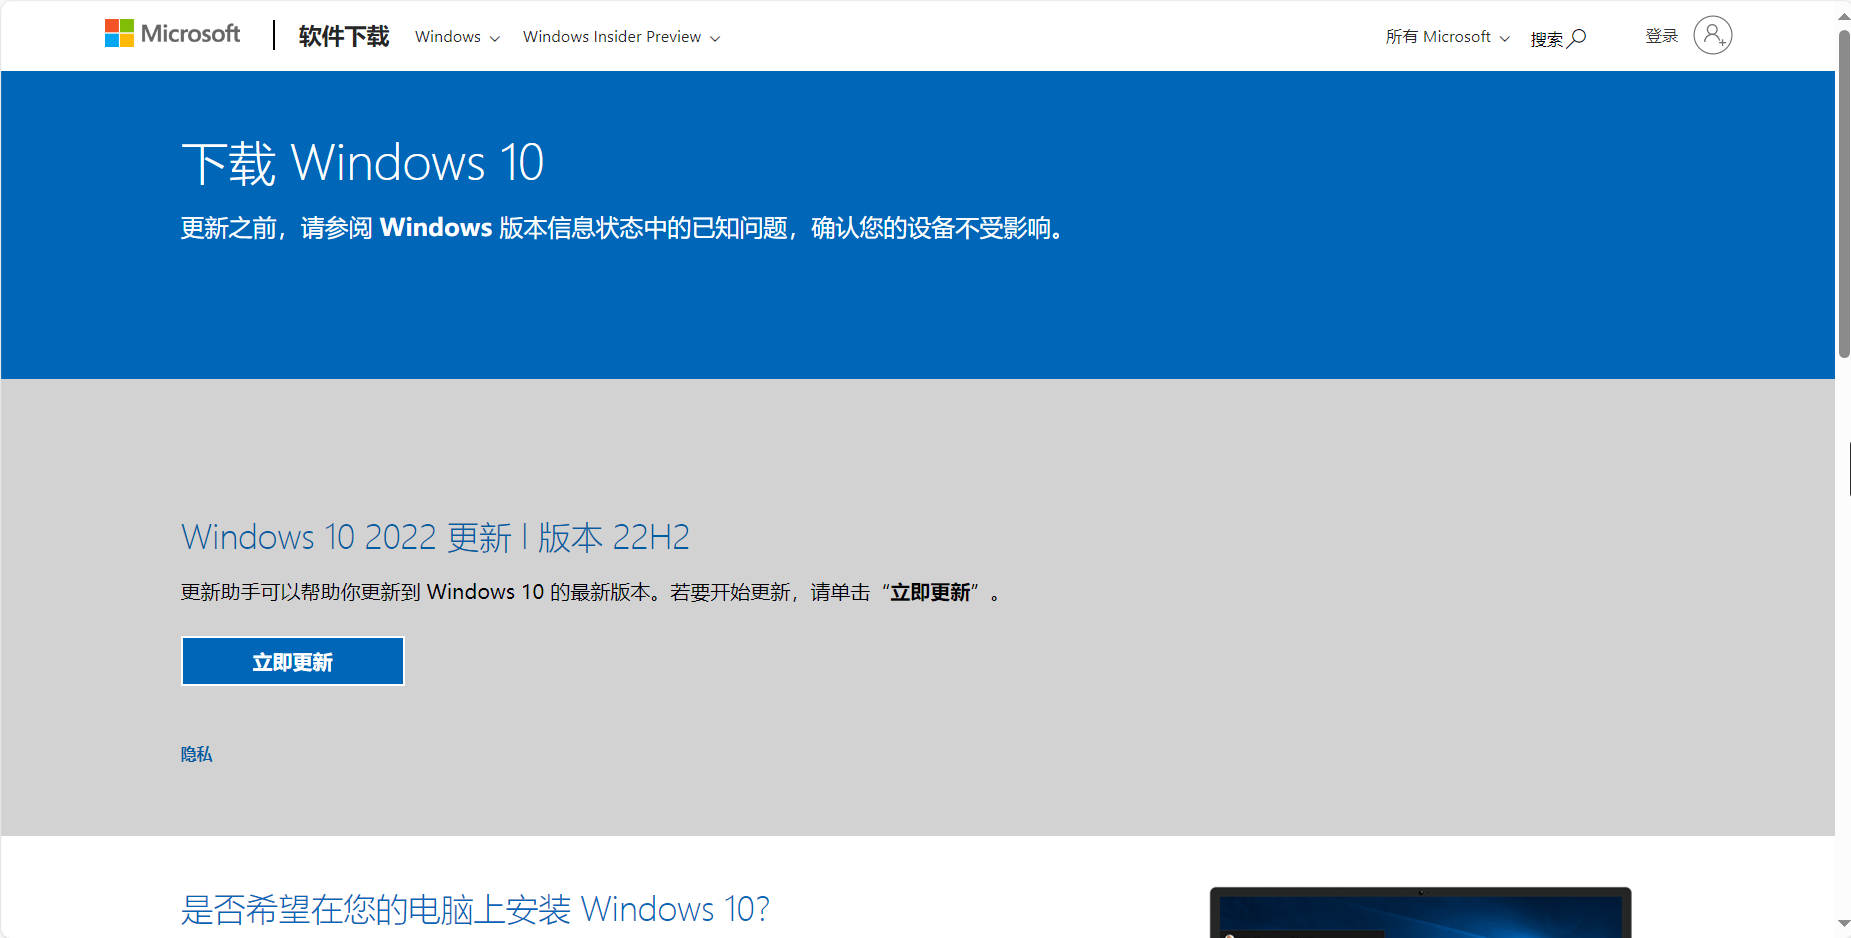 Microsoft 软件下载 Windows Windows Insider Preview 所有 Microsoft 搜索 登录
下载 Windows 10
更新之前，请参阅 Windows 版本信息状态中的已知问题，确认您的设备不受影响。
Windows 10 2022 更新 | 版本 22H2
更新助手可以帮助你更新到 Windows 10 的最新版本。若要开始更新，请单击“立即更新”。
立即更新
隐私
是否希望在您的电脑上安装 Windows 10?